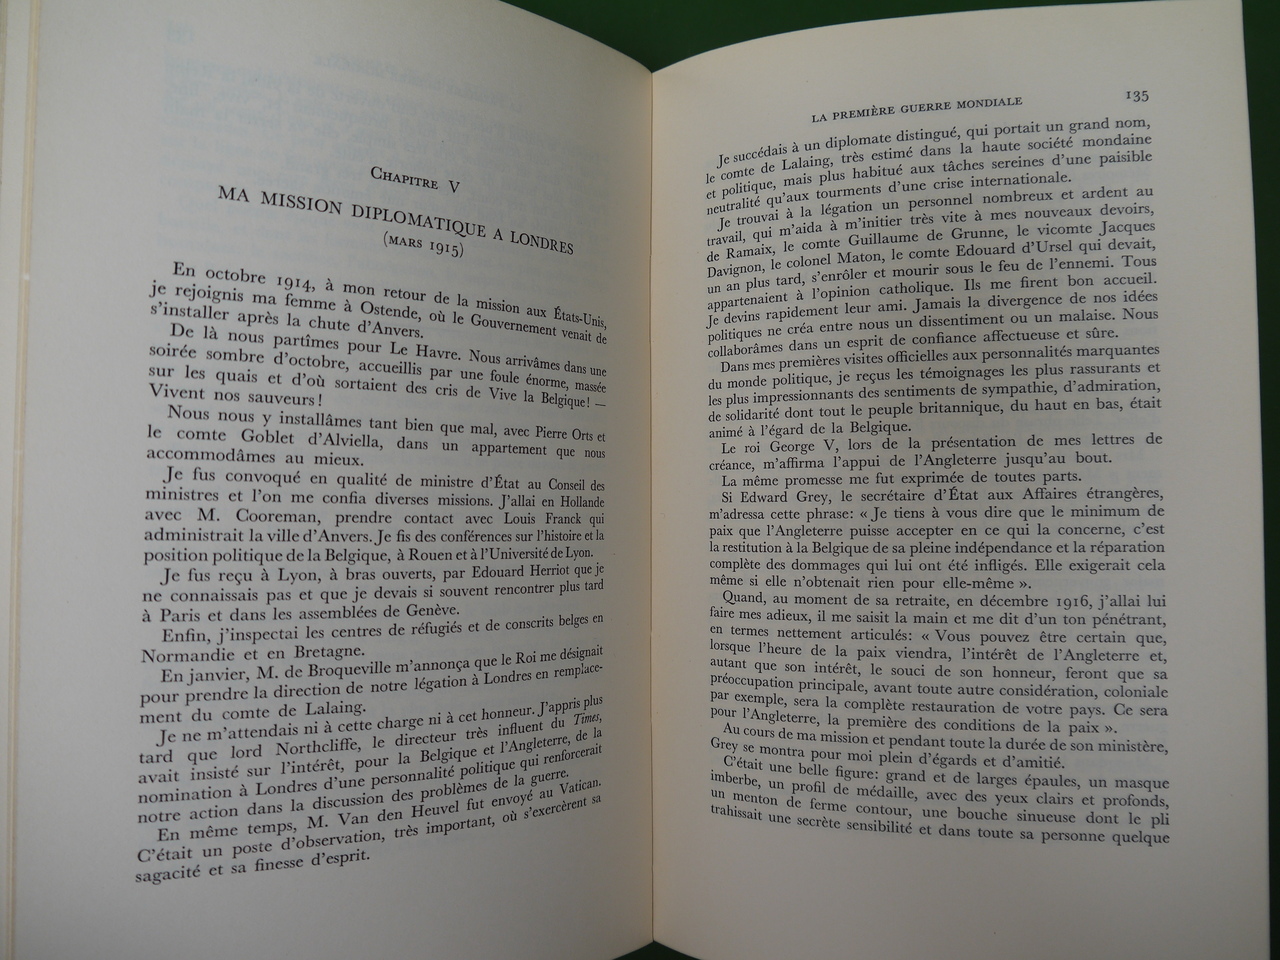 CHAPITRE V
MA MISSION DIPLOMATIQUE A LONDRES
(MARS 1915)
En octobre 1914, à mon retour de la mission aux États-Unis,
je rejoignis ma femme à Ostende, où le Gouvernement venait de
s'installer après la chute d'Anvers.
De là nous partîmes pour Le Havre. Nous arrivâmes dans une
soirée sombre d'octobre, accueillis par une foule énorme, massée
sur les quais et d'où sortaient des cris de Vive la Belgique! —
Vivent nos sauveurs!
Nous nous y installâmes tant bien que mal, avec Pierre Orts et
le comte Goblet d'Alviella, dans un appartement que nous
accommodâmes au mieux.
Je fus convoqué en qualité de ministre d'État au Conseil des
ministres et l'on me confia diverses missions. J'allai en Hollande
avec M. Cooreman, prendre contact avec Louis Franck qui
administrait la ville d'Anvers. Je fis des conférences sur l'histoire et la
position politique de la Belgique, à Rouen et à l'Université de Lyon.
Je fus reçu à Lyon, à bras ouverts, par Edouard Herriot que je
ne connaissais pas et que je devais si souvent rencontrer plus tard
à Paris et dans les assemblées de Genève.
Enfin, j'inspectai les centres de réfugiés et de conscrits belges en
Normandie et en Bretagne.
En janvier, M. de Broqueville m'annonça que le Roi me désignait
pour prendre la direction de notre légation à Londres en remplace-
ment du comte de Lalaing.
Je ne m'attendais ni à cette charge ni à cet honneur. J'appris plus
tard que lord Northcliffe, le directeur très influent du Times,
avait insisté sur l'intérêt, pour la Belgique et l'Angleterre, de la
nomination à Londres d'une personnalité politique qui renforcerait
notre action dans la discussion des problèmes de la guerre.
En même temps, M. Van den Heuvel fut envoyé au Vatican.
C'était un poste d'observation, très important, où s'exercèrent sa
sagacité et sa finesse d'esprit.
LA PREMIÈRE GUERRE MONDIALE 135
Je succédais à un diplomate distingué, qui portait un grand nom,
le comte de Lalaing, très estimé dans la haute société mondaine
et politique, mais plus habitué aux tâches sereines d'une paisible
neutralité qu'aux tourments d'une crise internationale.
Je trouvai à la légation un personnel nombreux et ardent au
travail, qui m'aida à m'initier très vite à mes nouveaux devoirs,
de Ramaix, le comte Guillaume de Grunne, le vicomte Jacques
Davignon, le colonel Maton, le comte Edouard d'Ursel qui devait,
un an plus tard, s'enrôler et mourir sous le feu de l'ennemi. Tous
appartenaient à l'opinion catholique. Ils me firent bon accueil.
Je devins rapidement leur ami. Jamais la divergence de nos idées
politiques ne créa entre nous un dissentiment ou un malaise. Nous
collaborâmes dans un esprit de confiance affectueuse et sûre.
Dans mes premières visites officielles aux personnalités marquantes
du monde politique, je reçus les témoignages les plus rassurants et
les plus impressionnants des sentiments de sympathie, d'admiration,
de solidarité dont tout le peuple britannique, du haut en bas, était
animé à l'égard de la Belgique.
Le roi George V, lors de la présentation de mes lettres de
créance, m'affirma l'appui de l'Angleterre jusqu'au bout.
La même promesse me fut exprimée de toutes parts.
Si Edward Grey, le secrétaire d'État aux Affaires étrangères,
m'adressa cette phrase: « Je tiens à vous dire que le minimum de
paix que l'Angleterre puisse accepter en ce qui la concerne, c'est
la restitution à la Belgique de sa pleine indépendance et la réparation
complète des dommages qui lui ont été infligés. Elle exigerait cela
même si elle n'obtenait rien pour elle-même ».
Quand, au moment de sa retraite, en décembre 1916, j'allai lui
faire mes adieux, il me saisit la main et me dit d'un ton pénétrant,
en termes nettement articulés: « Vous pouvez être certain que,
lorsque l'heure de la paix viendra, l'intérêt de l'Angleterre et,
autant que son intérêt, le souci de son honneur, feront que sa
préoccupation principale, avant toute autre considération, coloniale
par exemple, sera la complète restauration de votre pays. Ce sera
pour l'Angleterre, la première des conditions de la paix ».
Au cours de ma mission et pendant toute la durée de son ministère,
Grey se montra pour moi plein d'égards et d'amitié.
C'était une belle figure: grand et de larges épaules, un masque
imberbe, un profil de médaille, avec des yeux clairs et profonds,
un menton de ferme contour, une bouche sinueuse dont le pli
trahissait une secrète sensibilité et dans toute sa personne quelque